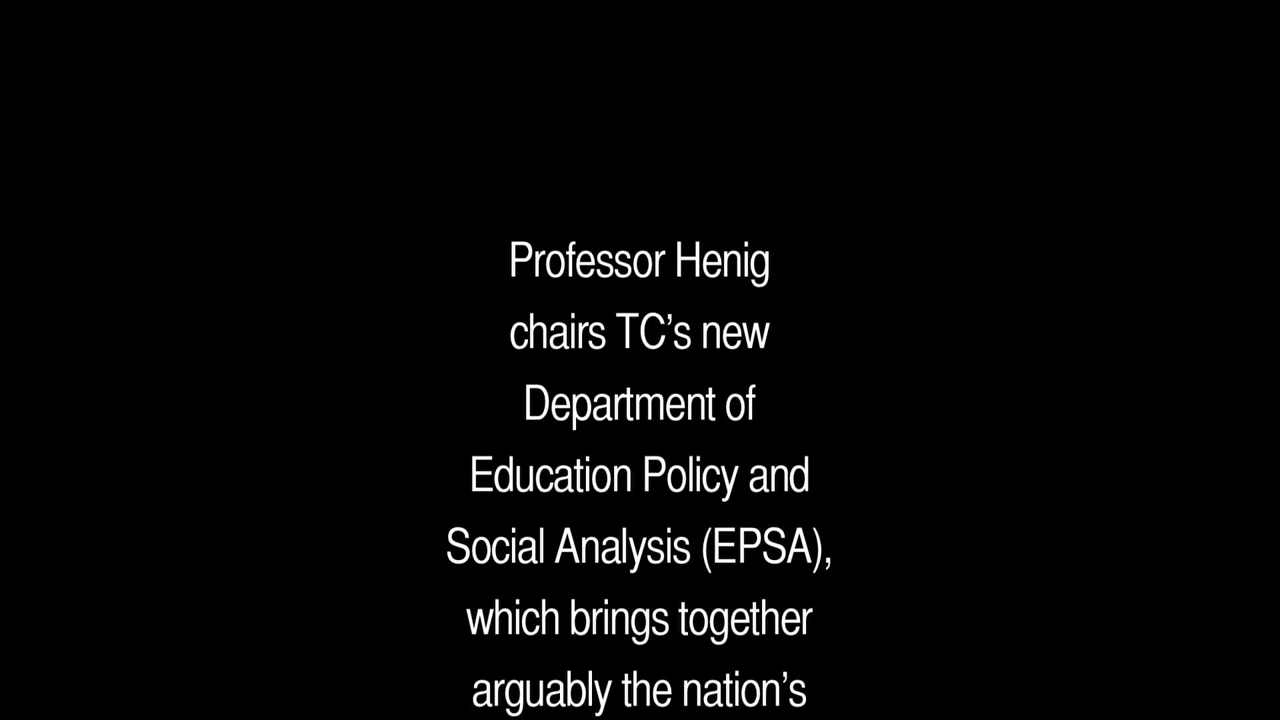 Professor Henig
chairs TC’s new
Department of
Education Policy and
Social Analysis (EPSA),
which brings together
arguably the nation’s